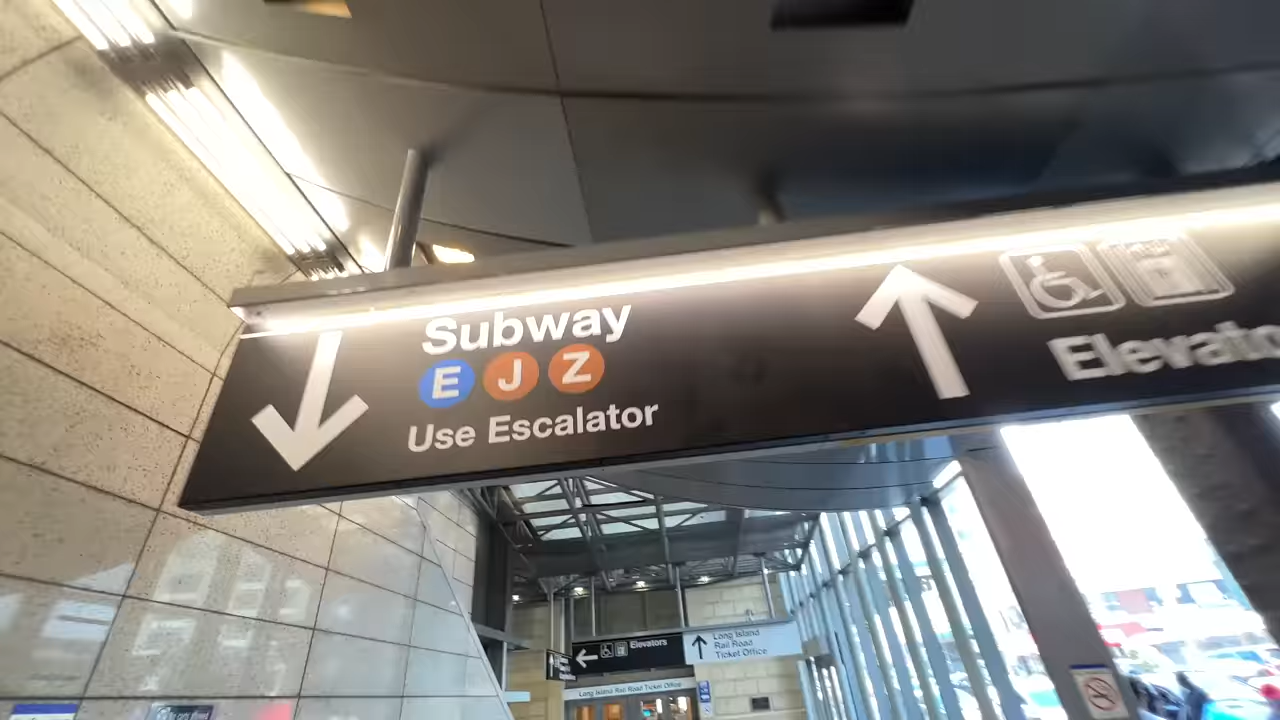 Subway
E J Z
Use Escalator
Elevato
Elevators
Long Island
Rail Road
Ticket Office
Long Island Rail Road Ticket Office